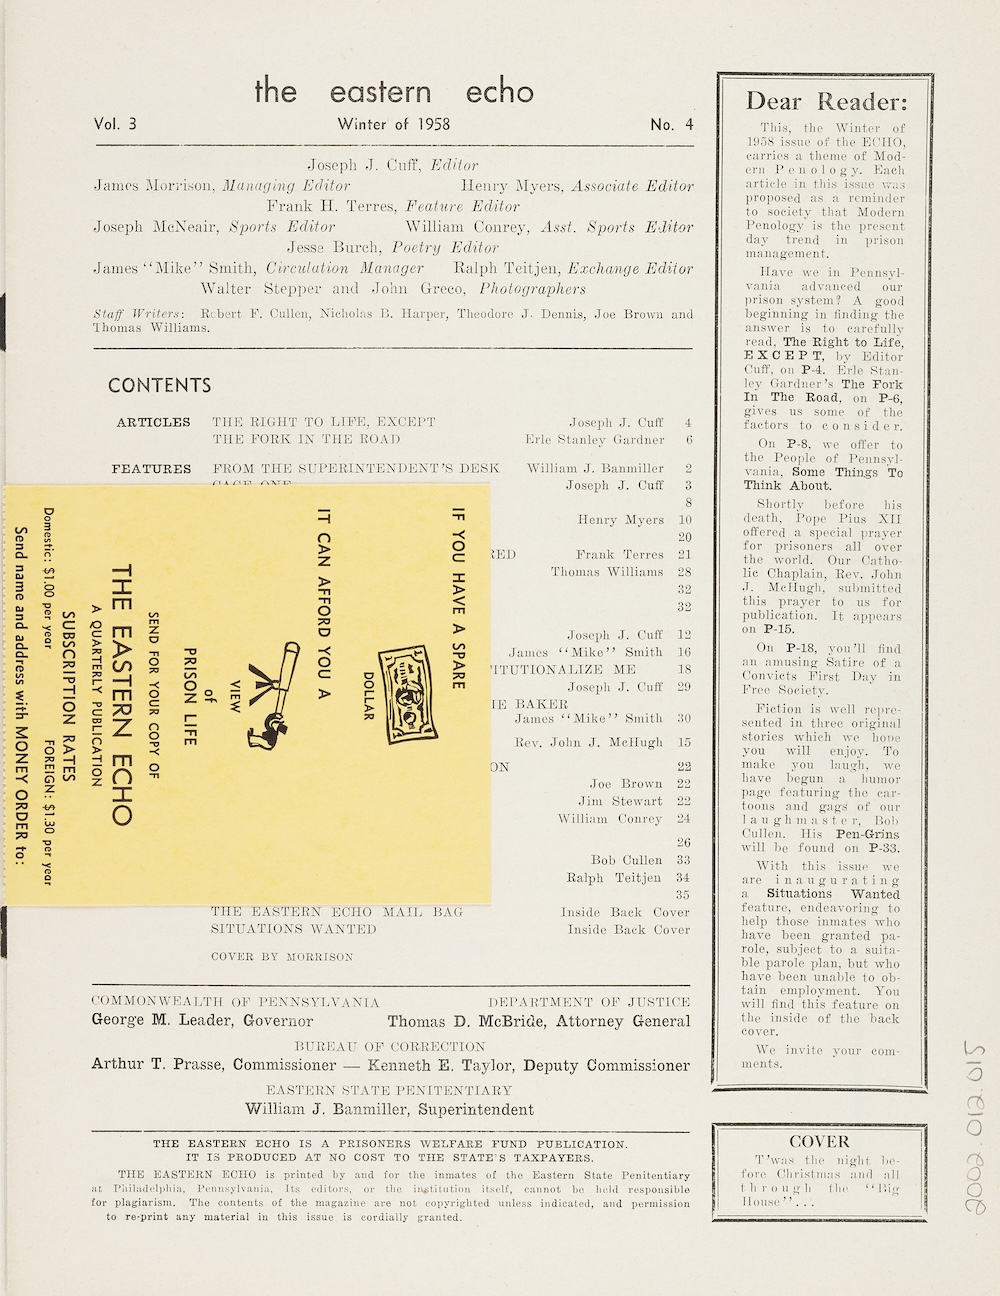 the eastern echo
Vol. 3 Winter of 1958 No. 4
Joseph J. Cuff, Editor
James Morrison, Managing Editor Henry Myers, Associate Editor
Frank H. Terres, Feature Editor
Joseph McNeair, Sports Editor William Conrey, Asst. Sports Editor
Jesse Burch, Poetry Editor
James "Mike" Smith, Circulation Manager Ralph Teitjen, Exchange Editor
Walter Stepper and John Greco, Photographers
Staff Writers: Robert F. Cullen, Nicholas B. Harper, Theodore J. Dennis, Joe Brown and
Thomas Williams.
CONTENTS
ARTICLES THE RIGHT TO LIFE, EXCEPT Joseph J. Cuff 4
THE FORK IN THE ROAD Erle Stanley Gardner 6
FEATURES FROM THE SUPERINTENDENT'S DESK William J. Banmiller 2
Joseph J. Cuff 3
8
Henry Myers 10
20
RED Frank Terres 21
Thomas Williams 28
32
32
Joseph J. Cuff 12
James "Mike" Smith 16
ITUTIONALIZE ME 18
Joseph J. Cuff 29
IE BAKER
James "Mike" Smith 30
Rev. John J. McHugh 15
ON 22
Joe Brown 22
Jim Stewart 22
William Conrey 24
26
Bob Cullen 33
Ralph Teitjen 34
35
THE EASTERN ECHO MAIL BAG Inside Back Cover
SITUATIONS WANTED Inside Back Cover
COVER BY MORRISON
IF YOU HAVE A SPARE
DOLLAR
IT CAN AFFORD YOU A
VIEW
of
PRISON LIFE
SEND FOR YOUR COPY OF
THE EASTERN ECHO
A QUARTERLY PUBLICATION
SUBSCRIPTION RATES
Domestic: $1.00 per year FOREIGN: $1.30 per year
Send name and address with MONEY ORDER to:
COMMONWEALTH OF PENNSYLVANIA DEPARTMENT OF JUSTICE
George M. Leader, Governor Thomas D. McBride, Attorney General
BUREAU OF CORRECTION
Arthur T. Prasse, Commissioner — Kenneth E. Taylor, Deputy Commissioner
EASTERN STATE PENITENTIARY
William J. Banmiller, Superintendent
THE EASTERN ECHO IS A PRISONERS WELFARE FUND PUBLICATION.
IT IS PRODUCED AT NO COST TO THE STATE'S TAXPAYERS.
THE EASTERN ECHO is printed by and for the inmates of the Eastern State Penitentiary
at Philadelphia, Pennsylvania, Its editors, or the institution itself, cannot be held responsible
for plagiarism. The contents of the magazine are not copyrighted unless indicated, and permission
to re-print any material in this issue is cordially granted.
Dear Reader:
This, the Winter of
1958 issue of the ECHO,
carries a theme of Mod-
ern Penology. Each
article in this issue was
proposed as a reminder
to society that Modern
Penology is the present
day trend in prison
management.
Have we in Pennsyl-
vania advanced our
prison system? A good
beginning in finding the
answer is to carefully
read, The Right to Life,
EXCEPT, by Editor
Cuff, on P-4. Erle Stan-
ley Gardner's The Fork
In The Road, on P-6,
gives us some of the
factors to consider.
On P-8, we offer to
the People of Pennsyl-
vania, Some Things To
Think About.
Shortly before his
death, Pope Pius XII
offered a special prayer
for prisoners all over
the world. Our Catho-
lic Chaplain, Rev. John
J. McHugh, submitted
this prayer to us for
publication. It appears
on P-15.
On P-18, you'll find
an amusing Satire of a
Convicts First Day in
Free Society.
Fiction is well repre-
sented in three original
stories which we hope
you will enjoy. To
make you laugh, we
have begun a humor
page featuring the car-
toons and gags of our
laughmaster, Bob
Cullen. His Pen-Grins
will be found on P-33.
With this issue we
are inaugurating
a Situations Wanted
feature, endeavoring to
help those inmates who
have been granted pa-
role, subject to a suita-
ble parole plan, but who
have been unable to ob-
tain employment. You
will find this feature on
the inside of the back
cover.
We invite your com-
ments.
COVER
T'was the night be-
fore Christmas and all
through the "Big
House"...
2008.012.015